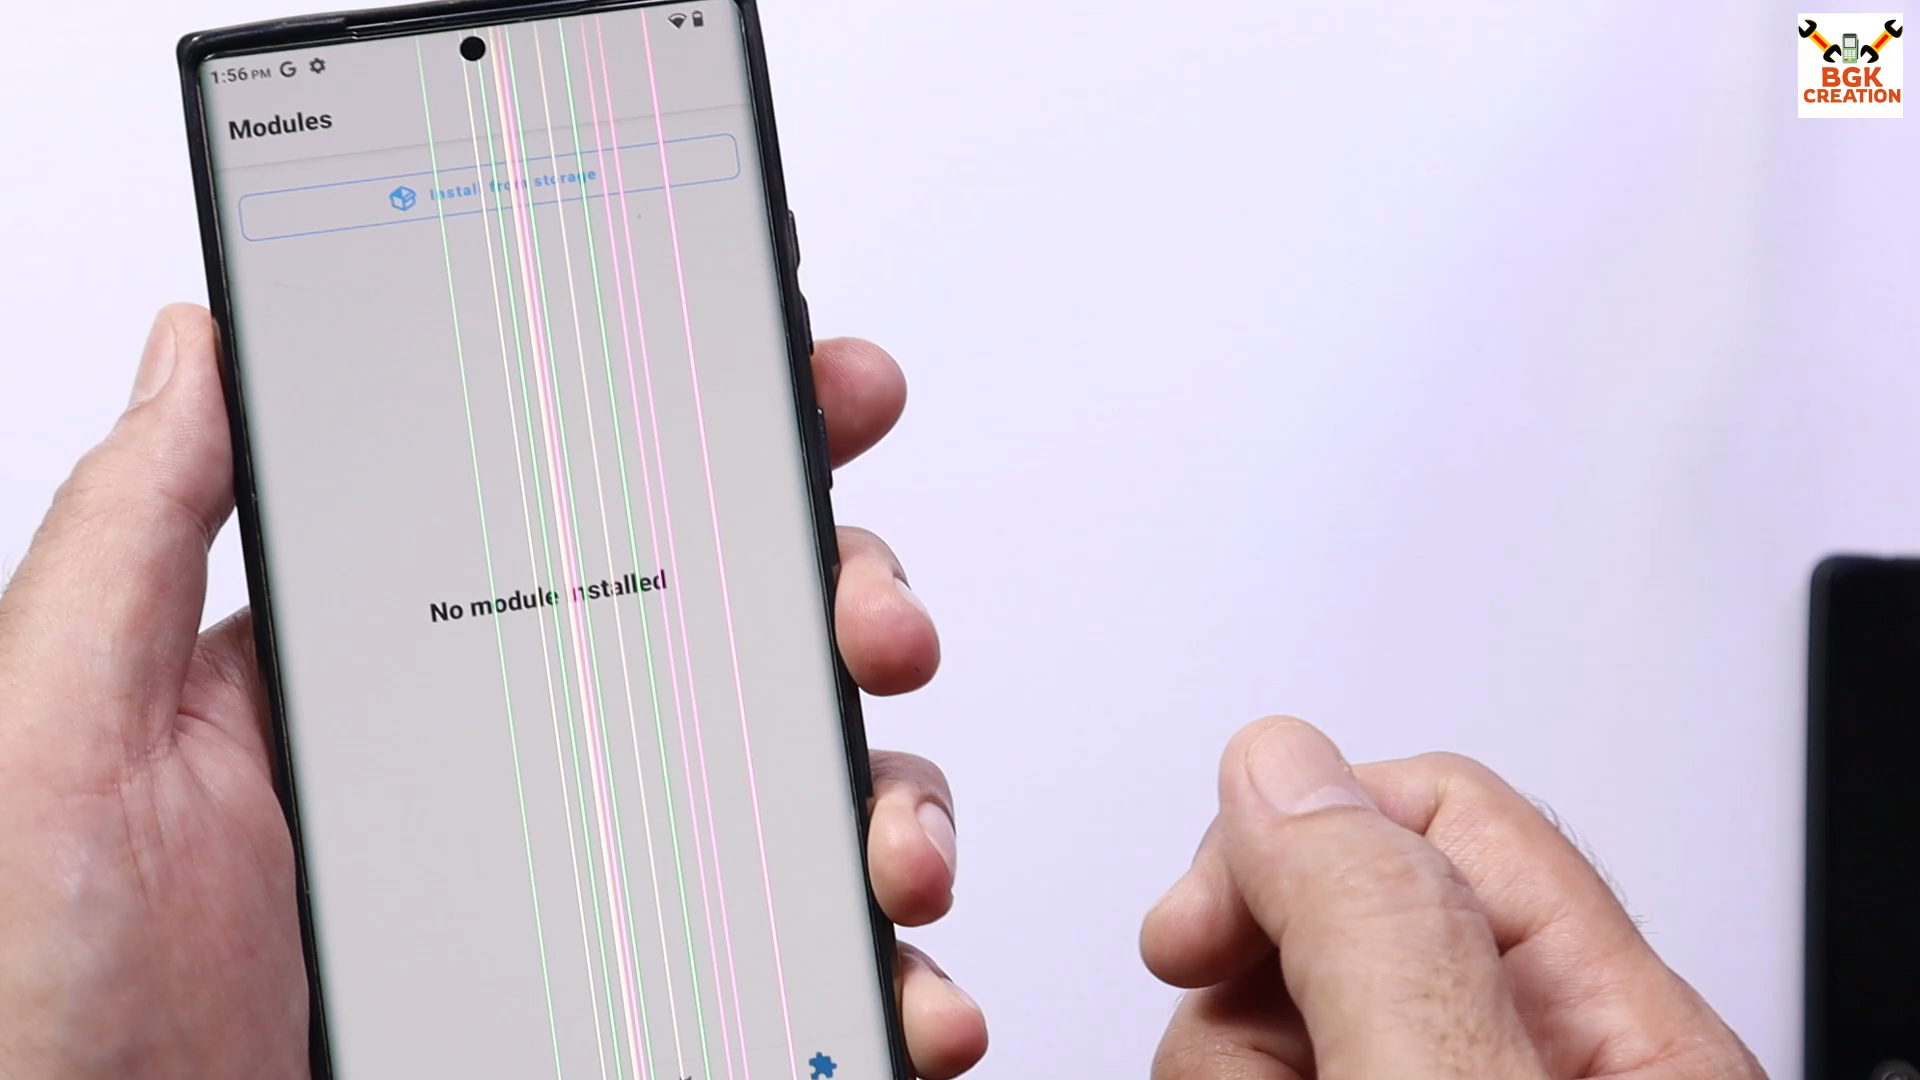 1:56 PM G
Modules
Install from storage
No module installed
BGK
CREATION